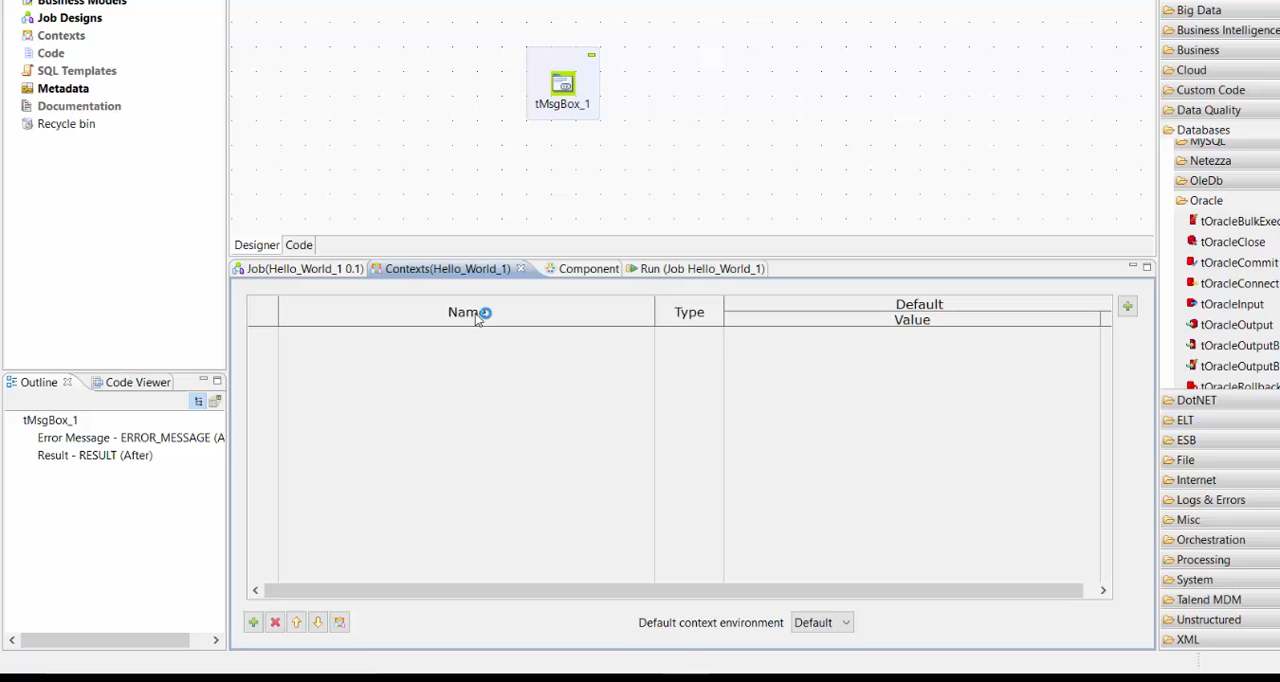 Business Models
Job Designs
Contexts
Code
SQL Templates
Metadata
Documentation
Recycle bin
tMsgBox_1
Designer
Code
Job(Hello_World_1 0.1)
Contexts(Hello_World_1)
Component
Run (Job Hello_World_1)
Name
Type
Default
Value
Default context environment
Default
Outline
Code Viewer
tMsgBox_1
Error Message - ERROR_MESSAGE (A
Result - RESULT (After)
Big Data
Business Intelligence
Business
Cloud
Custom Code
Data Quality
Databases
MySQL
Netezza
OleDb
Oracle
tOracleBulkExec
tOracleClose
tOracleCommit
tOracleConnect
tOracleInput
tOracleOutput
tOracleOutputB
tOracleOutputB
tOracleRollback
DotNET
ELT
ESB
File
Internet
Logs & Errors
Misc
Orchestration
Processing
System
Talend MDM
Unstructured
XML